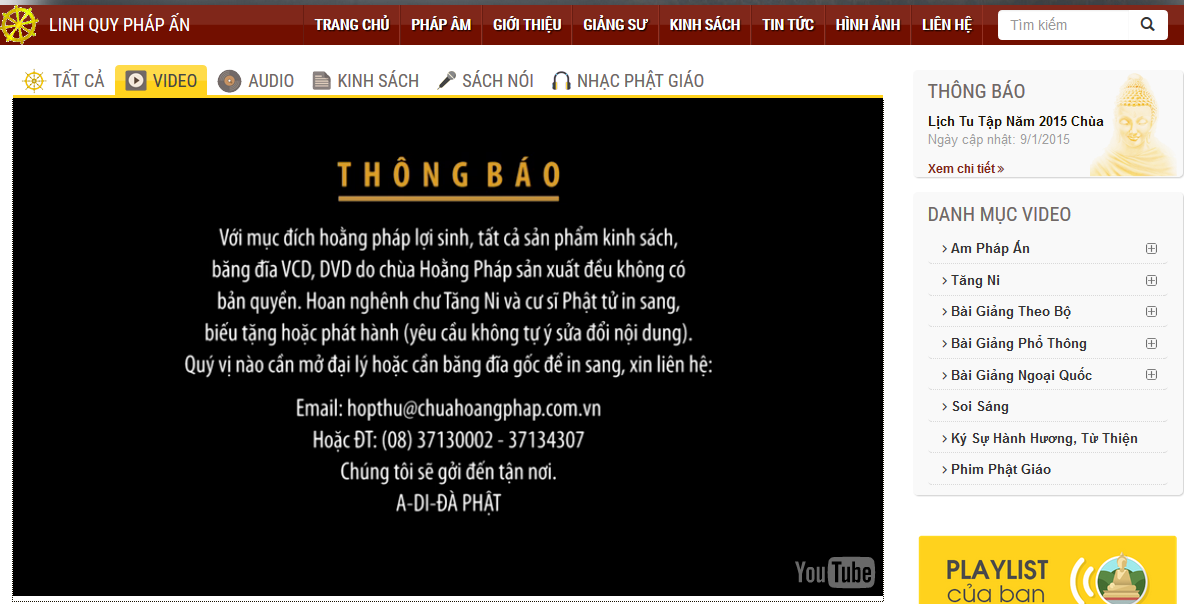 LINH QUY PHÁP ẤN
TRANG CHỦ PHÁP ÂM GIỚI THIỆU GIẢNG SƯ KINH SÁCH TIN TỨC HÌNH ẢNH LIÊN HỆ Tìm kiếm
TẤT CẢ VIDEO AUDIO KINH SÁCH SÁCH NÓI NHẠC PHẬT GIÁO
THÔNG BÁO
Với mục đích hoằng pháp lợi sinh, tất cả sản phẩm kinh sách,
băng đĩa VCD, DVD do chùa Hoằng Pháp sản xuất đều không có
bản quyền. Hoan nghênh chư Tăng Ni và cư sĩ Phật tử in sang,
biếu tặng hoặc phát hành (yêu cầu không tự ý sửa đổi nội dung).
Quý vị nào cần mở đại lý hoặc cần băng đĩa gốc để in sang, xin liên hệ:
Email: hopthu@chuahoangphap.com.vn
Hoặc ĐT: (08) 37130002 - 37134307
Chúng tôi sẽ gởi đến tận nơi.
A-DI-ĐÀ PHẬT
YouTube
THÔNG BÁO
Lịch Tu Tập Năm 2015 Chùa
Ngày cập nhật: 9/1/2015
Xem chi tiết »
DANH MỤC VIDEO
› Am Pháp Ấn
› Tăng Ni
› Bài Giảng Theo Bộ
› Bài Giảng Phổ Thông
› Bài Giảng Ngoại Quốc
› Soi Sáng
› Ký Sự Hành Hương, Từ Thiện
› Phim Phật Giáo
PLAYLIST
của bạn